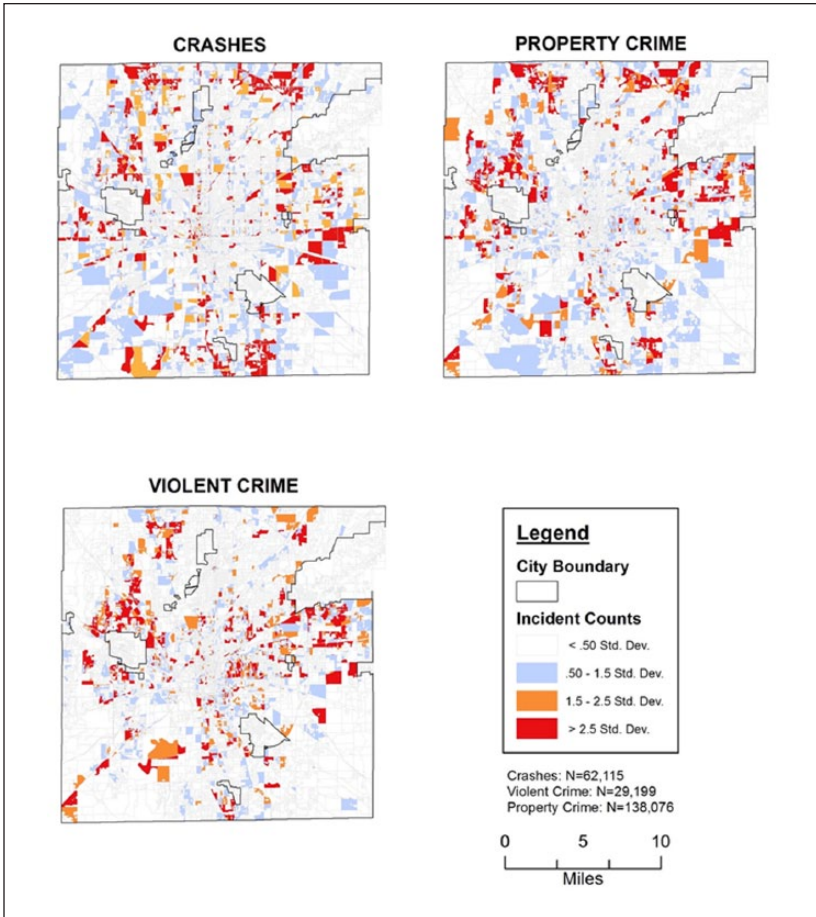 CRASHES
PROPERTY CRIME
VIOLENT CRIME
Legend
City Boundary
Incident Counts
< .50 Std. Dev.
.50 - 1.5 Std. Dev.
1.5 - 2.5 Std. Dev.
> 2.5 Std. Dev.
Crashes: N=62,115
Violent Crime: N=29,199
Property Crime: N=138,076
0 5 10
Miles